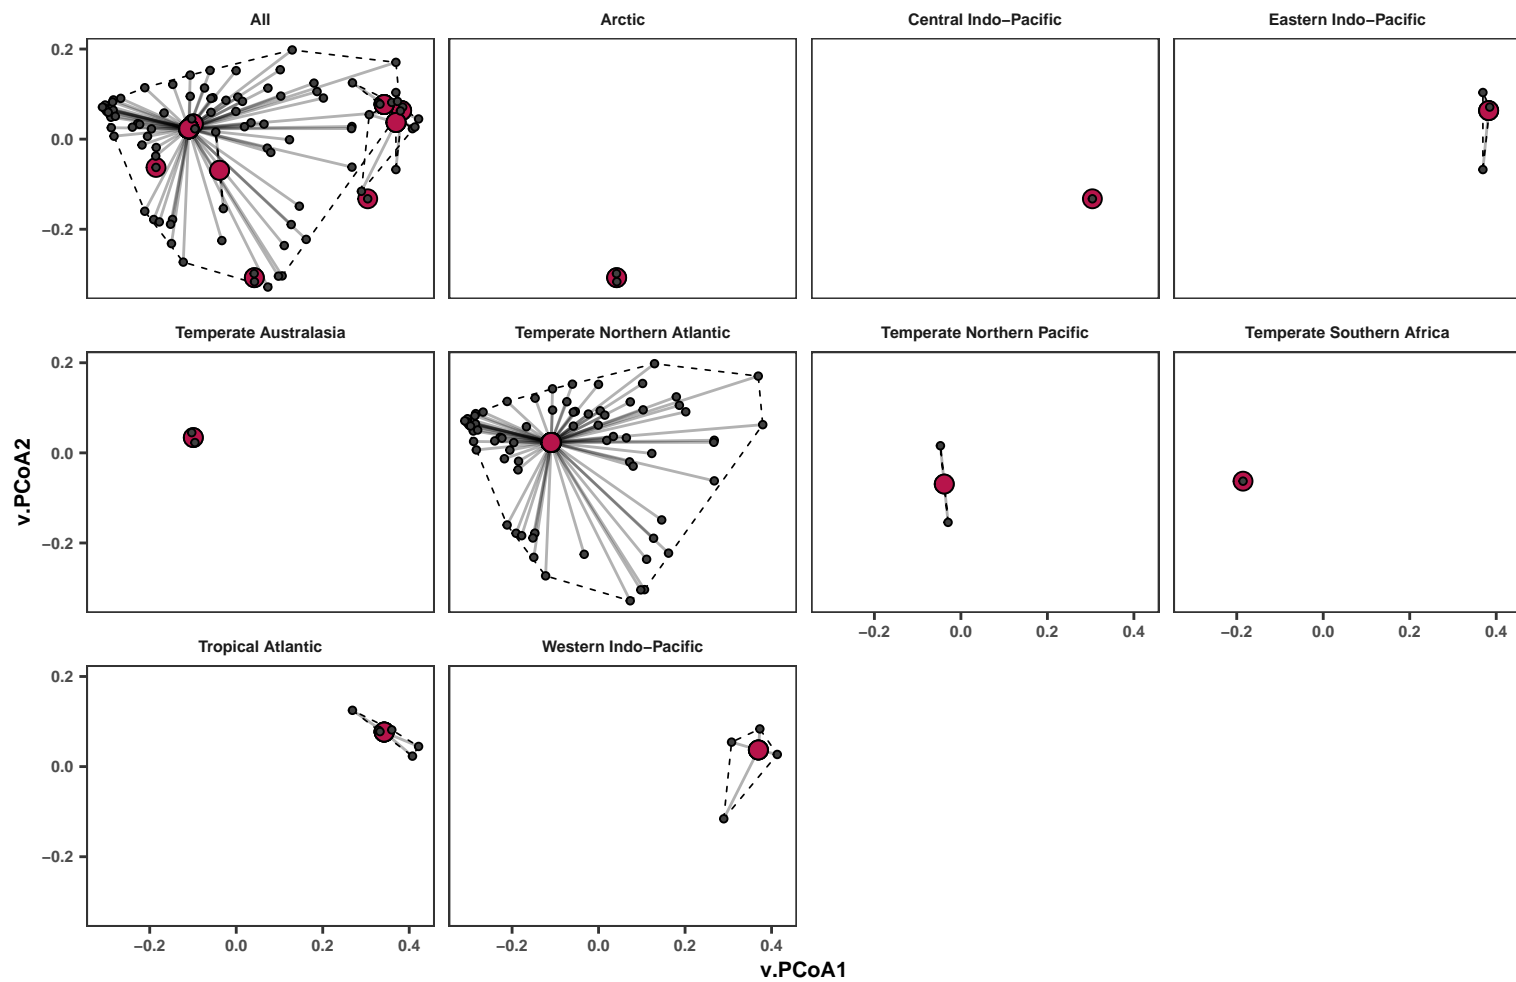 All
Arctic
Central Indo−Pacific
Eastern Indo−Pacific
0.2
0.0
−0.2
Temperate Australasia
Temperate Northern Atlantic
Temperate Northern Pacific
Temperate Southern Africa
0.2
0.0
−0.2
−0.2 0.0 0.2 0.4
−0.2 0.0 0.2 0.4
Tropical Atlantic
Western Indo−Pacific
0.2
0.0
−0.2
−0.2 0.0 0.2 0.4
−0.2 0.0 0.2 0.4
v.PCoA1
v.PCoA2